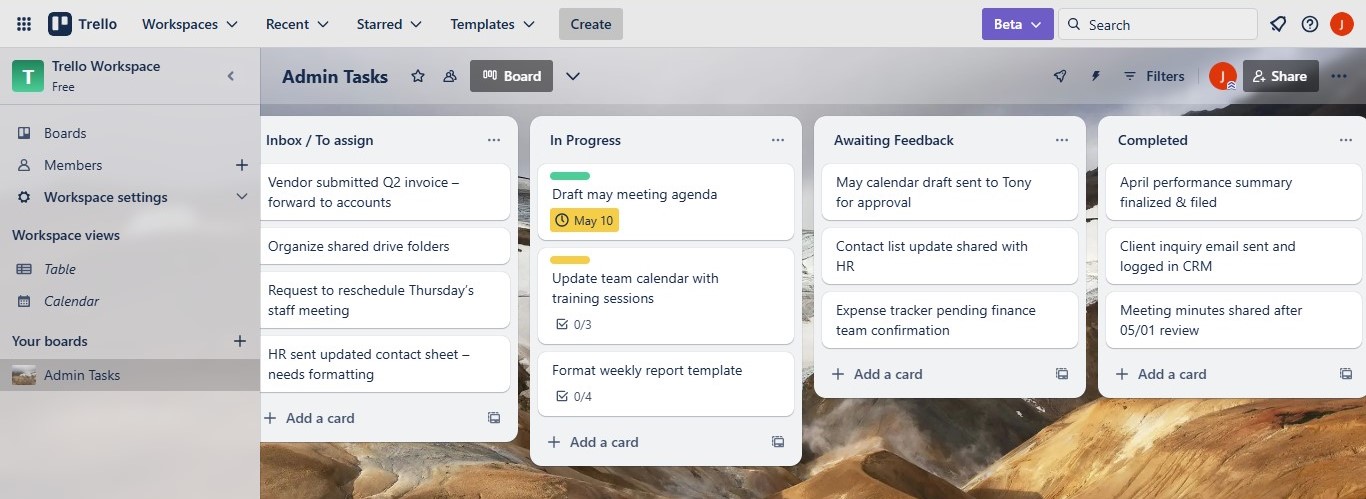 Trello
Workspaces
Recent
Starred
Templates
Create
Beta
Search
J
T
Trello Workspace
Free
Boards
Members
Workspace settings
Workspace views
Table
Calendar
Your boards
Admin Tasks
Admin Tasks
Board
Filters
J
Share
Inbox / To assign
Vendor submitted Q2 invoice –
forward to accounts
Organize shared drive folders
Request to reschedule Thursday’s
staff meeting
HR sent updated contact sheet –
needs formatting
Add a card
In Progress
Draft may meeting agenda
May 10
Update team calendar with
training sessions
0/3
Format weekly report template
0/4
Add a card
Awaiting Feedback
May calendar draft sent to Tony
for approval
Contact list update shared with
HR
Expense tracker pending finance
team confirmation
Add a card
Completed
April performance summary
finalized & filed
Client inquiry email sent and
logged in CRM
Meeting minutes shared after
05/01 review
Add a card